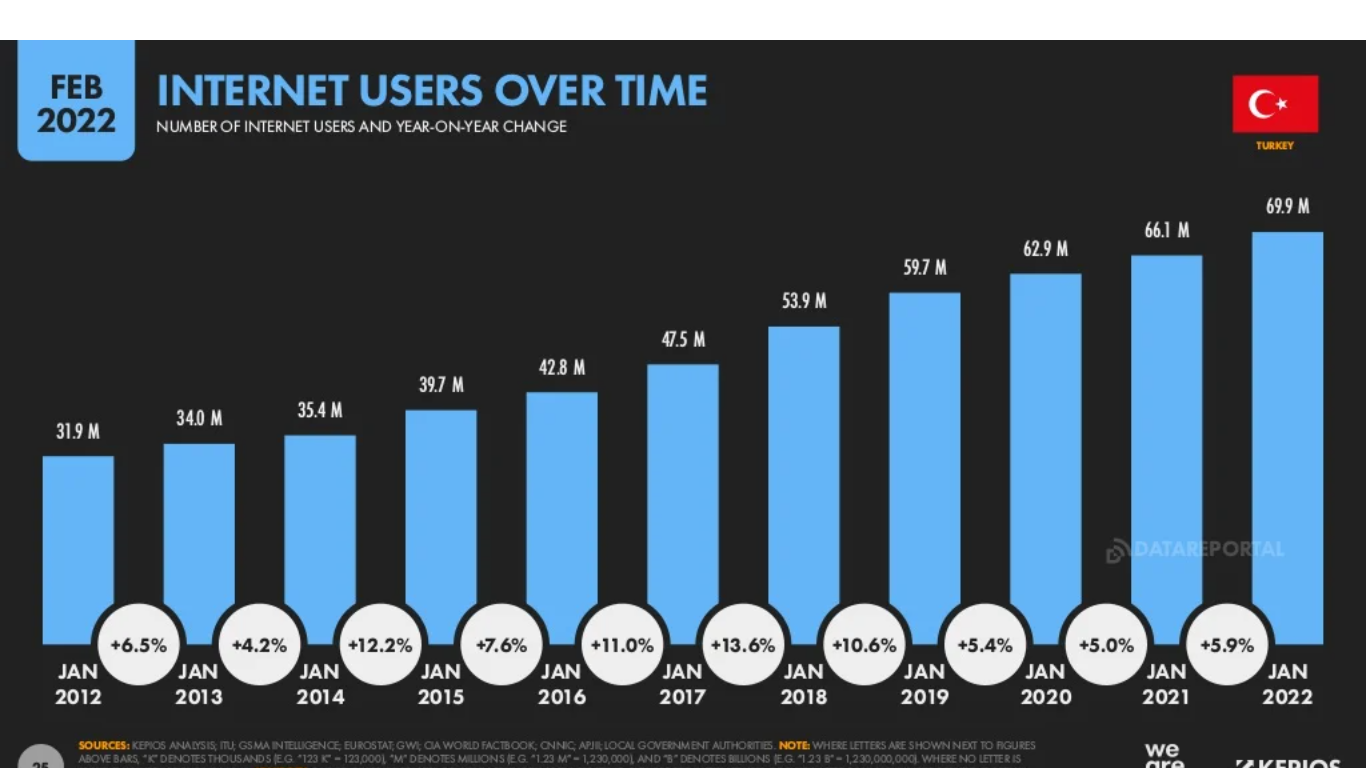 FEB
2022
INTERNET USERS OVER TIME
NUMBER OF INTERNET USERS AND YEAR-ON-YEAR CHANGE
TURKEY
31.9 M
34.0 M
35.4 M
39.7 M
42.8 M
47.5 M
53.9 M
59.7 M
62.9 M
66.1 M
69.9 M
DATAREPORTAL
+6.5%
+4.2%
+12.2%
+7.6%
+11.0%
+13.6%
+10.6%
+5.4%
+5.0%
+5.9%
JAN
2012
JAN
2013
JAN
2014
JAN
2015
JAN
2016
JAN
2017
JAN
2018
JAN
2019
JAN
2020
JAN
2021
JAN
2022
SOURCES: KEPIOS ANALYSIS; ITU; GSMA INTELLIGENCE; EUROSTAT; GWI; CIA WORLD FACTBOOK; CNNIC; APJII; LOCAL GOVERNMENT AUTHORITIES. NOTE: WHERE LETTERS ARE SHOWN NEXT TO FIGURES
ABOVE BARS, "K" DENOTES THOUSANDS (E.G. "123 K" = 123,000), "M" DENOTES MILLIONS (E.G. "1.23 M" = 1,230,000), AND "B" DENOTES BILLIONS (E.G. "1.23 B" = 1,230,000,000). WHERE NO LETTER IS
we
are
KEPIOS